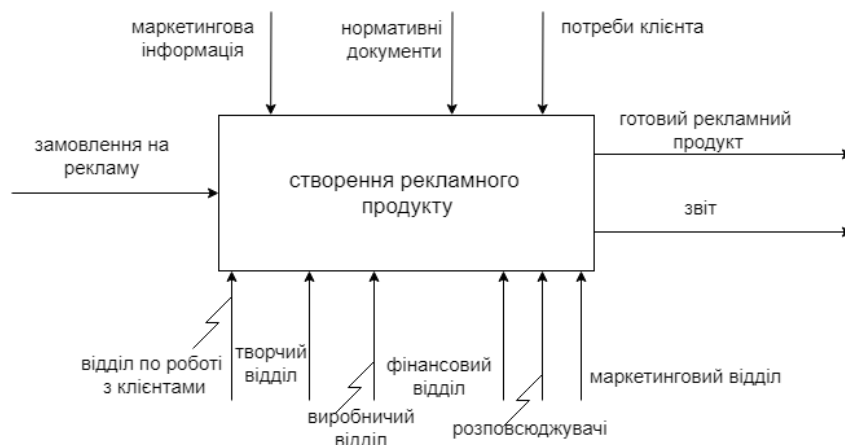 маркетингова
інформація
нормативні
документи
потреби клієнта
замовлення на
рекламу
створення рекламного
продукту
готовий рекламний
продукт
звіт
відділ по роботі
з клієнтами
творчий
відділ
виробничий
відділ
фінансовий
відділ
розповсюджувачі
маркетинговий відділ